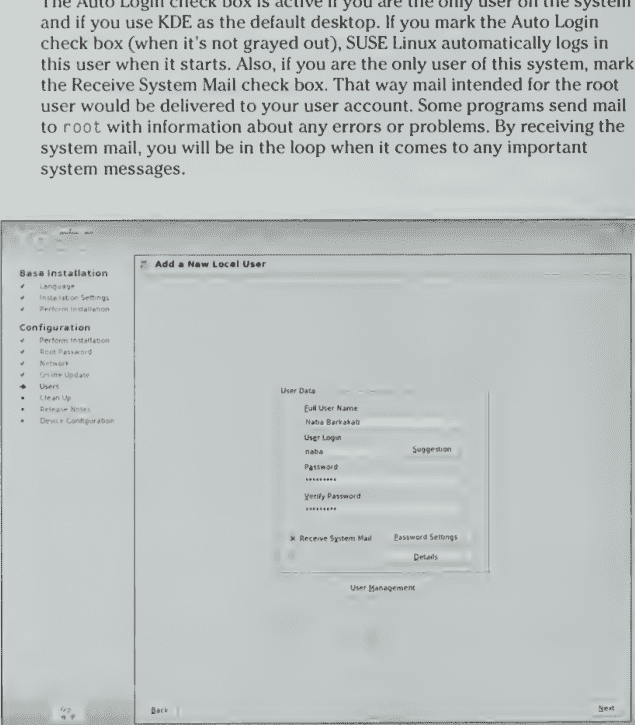 The Auto Login check box is active if you are the only user on the system
and if you use KDE as the default desktop. If you mark the Auto Login
check box (when it's not grayed out), SUSE Linux automatically logs in
this user when it starts. Also, if you are the only user of this system, mark
the Receive System Mail check box. That way mail intended for the root
user would be delivered to your user account. Some programs send mail
to root with information about any errors or problems. By receiving the
system mail, you will be in the loop when it comes to any important
system messages.
Base Installation
Language
Installation Settings
Perform Installation
Configuration
Perform Installation
Root Password
Network
Online Update
Users
Clean Up
Release Notes
Device Configuration
Add a New Local User
User Data
Full User Name
Naba Barkakati
User Login
naba
Suggestion
Password
*********
Verify Password
*********
Receive System Mail
Password Settings
Details
User Management
Back
Next